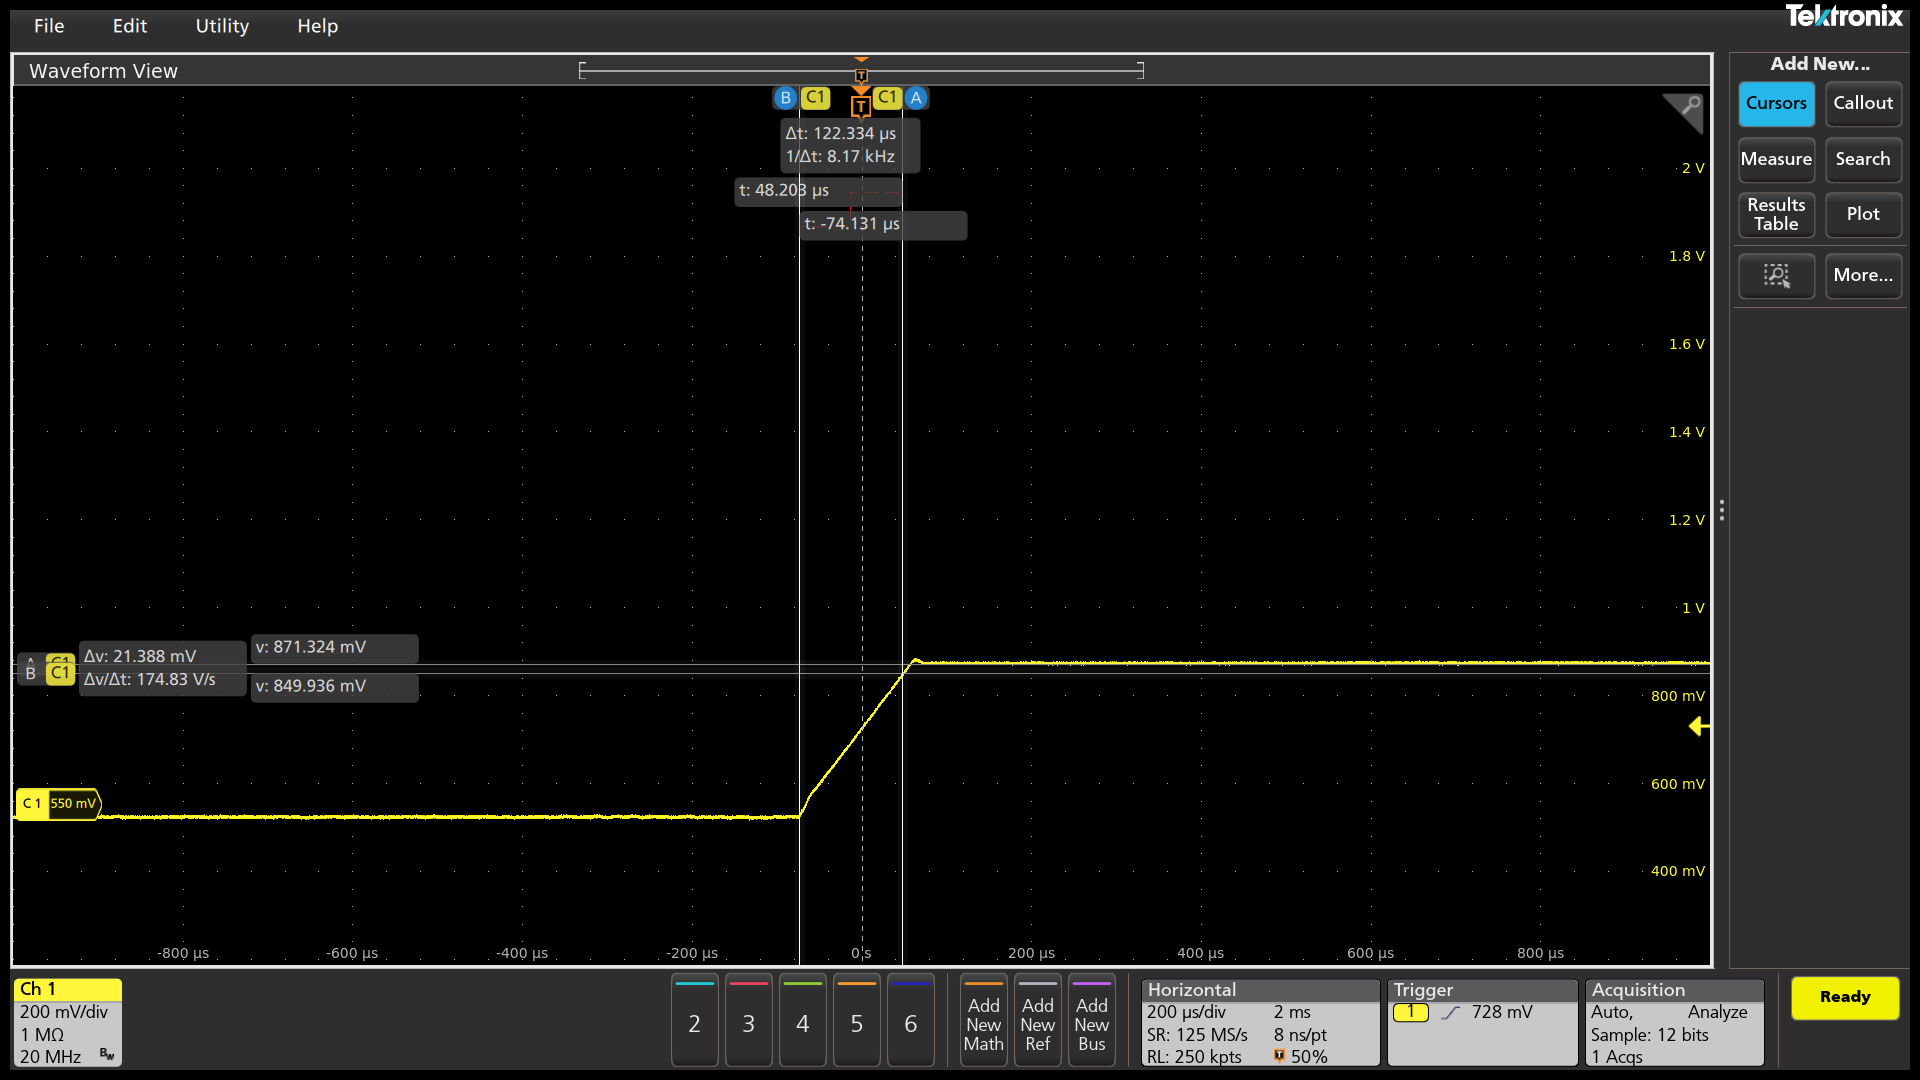 File Edit Utility Help
Tektronix
Waveform View
T
Add New...
B C1 T C1 A
Cursors Callout
Δt: 122.334 µs
1/Δt: 8.17 kHz
Measure Search
2 V
t: 48.203 µs
t: -74.131 µs
Results Table Plot
1.8 V
More...
1.6 V
1.4 V
1.2 V
1 V
A C1
B C1
Δv: 21.388 mV
Δv/Δt: 174.83 V/s
v: 871.324 mV
v: 849.936 mV
800 mV
600 mV
C 1 550 mV
400 mV
-800 µs -600 µs -400 µs -200 µs 0 s 200 µs 400 µs 600 µs 800 µs
Ch 1
200 mV/div
1 MΩ
20 MHz BW
2 3 4 5 6
Add New Math
Add New Ref
Add New Bus
Horizontal
200 µs/div 2 ms
SR: 125 MS/s 8 ns/pt
RL: 250 kpts T 50%
Trigger
1 728 mV
Acquisition
Auto, Analyze
Sample: 12 bits
1 Acqs
Ready